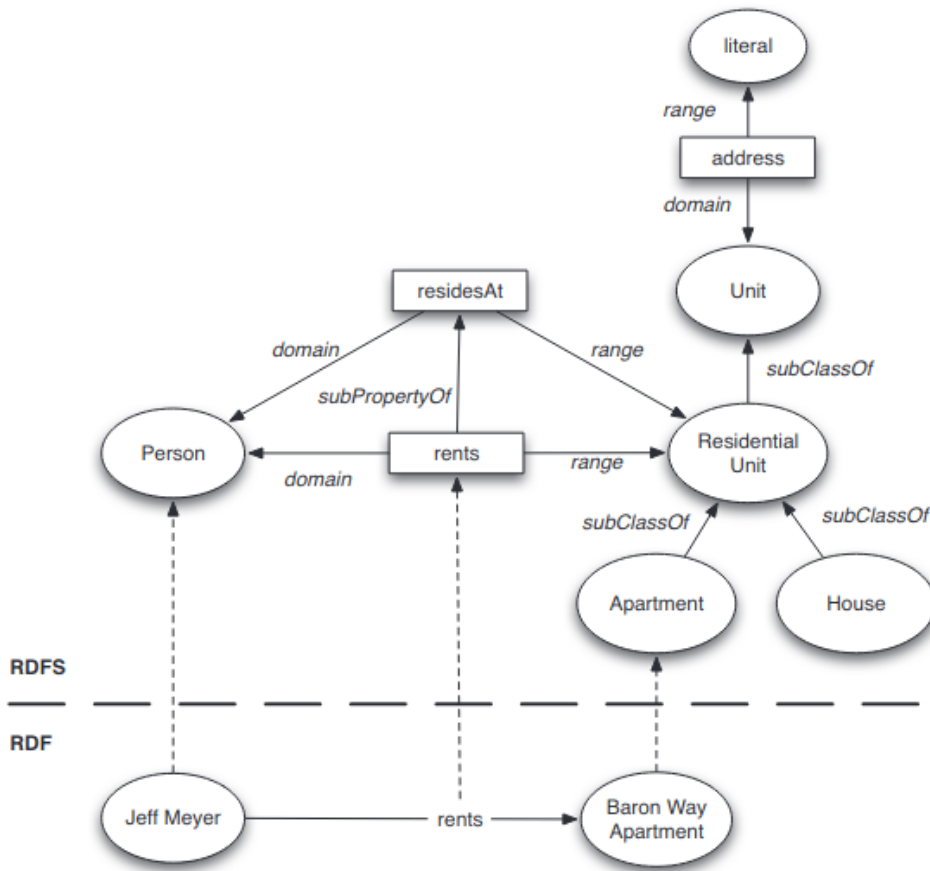 literal
range
address
domain
Unit
residesAt
domain
range
subClassOf
subPropertyOf
Person
rents
Residential
Unit
domain
range
subClassOf
subClassOf
Apartment
House
RDFS
RDF
Jeff Meyer
rents
Baron Way
Apartment